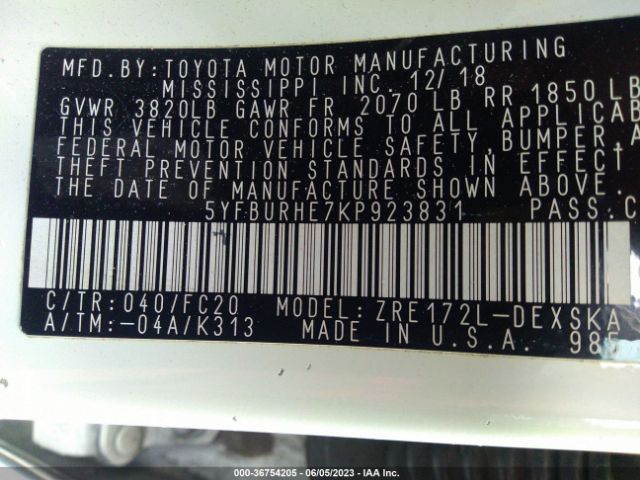 MFD. BY: TOYOTA MOTOR MANUFACTURING
MISSISSIPPI INC. 12/18
GVWR 3820LB GAWR FR 2070 LB RR 1850 LB
THIS VEHICLE CONFORMS TO ALL APPLICAB
FEDERAL MOTOR VEHICLE SAFETY, BUMPER, A
THEFT PREVENTION STANDARDS IN EFFECT
THE DATE OF MANUFACTURE SHOWN ABOVE.
5YFBURHE7KP923831 PASS. C
C/TR: 040/FC20 MODEL: ZRE172L-DEXSKA
A/TM: -04A/K313 MADE IN U.S.A.
000-36754205 - 06/05/2023 - IAA Inc.